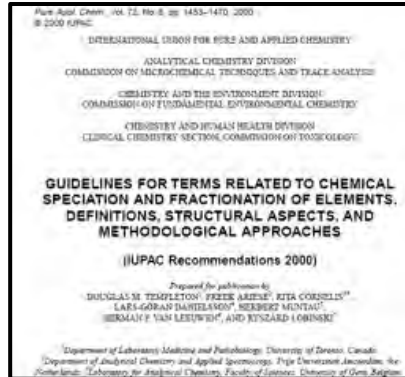 Pure Appl. Chem., Vol. 72, No. 8, pp. 1453–1470, 2000.
© 2000 IUPAC
INTERNATIONAL UNION FOR PURE AND APPLIED CHEMISTRY
ANALYTICAL CHEMISTRY DIVISION
COMMISSION ON MICROCHEMICAL TECHNIQUES AND TRACE ANALYSIS
CHEMISTRY AND THE ENVIRONMENT DIVISION
COMMISSION ON FUNDAMENTAL ENVIRONMENTAL CHEMISTRY
CHEMISTRY AND HUMAN HEALTH DIVISION
CLINICAL CHEMISTRY SECTION, COMMISSION ON TOXICOLOGY
GUIDELINES FOR TERMS RELATED TO CHEMICAL
SPECIATION AND FRACTIONATION OF ELEMENTS.
DEFINITIONS, STRUCTURAL ASPECTS, AND
METHODOLOGICAL APPROACHES
(IUPAC Recommendations 2000)
Prepared for publication by
DOUGLAS M. TEMPLETON, FREEK ARIESE, RITA CORNELIS,
LARS-GÖRAN DANIELSSON, HERBERT MUNTAU,
HERMAN P. VAN LEEUWEN, AND RYSZARD LOBINSKI
Department of Laboratory Medicine and Pathobiology, University of Toronto, Canada;
Department of Analytical Chemistry and Applied Spectroscopy, Vrije Universiteit Amsterdam, the
Netherlands; Laboratory for Analytical Chemistry, Faculty of Sciences, University of Gent, Belgium